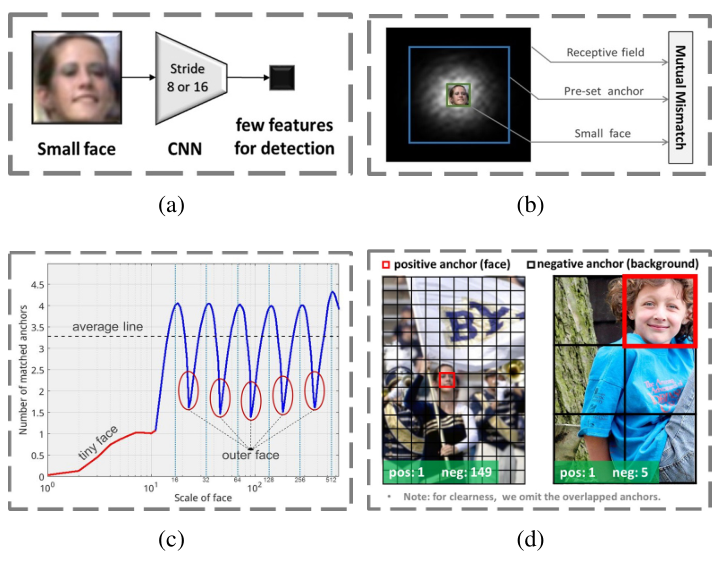 Stride
8 or 16
Small face
CNN
few features
for detection
(a)
Receptive field
Pre-set anchor
Small face
Mutual Mismatch
(b)
Number of matched anchors
4.5
4
3.5
3
2.5
2
1.5
1
0.5
0
average line
tiny face
outer face
10^0
10^1
16
32
64
10^2
128
256
512
Scale of face
(c)
positive anchor (face)
negative anchor (background)
BY
pos: 1 neg: 149
pos: 1 neg: 5
• Note: for clearness, we omit the overlapped anchors.
(d)